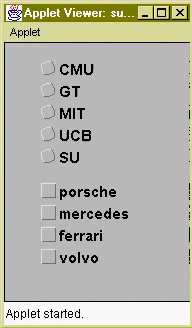 Applet Viewer: su...
Applet
CMU
GT
MIT
UCB
SU
porsche
mercedes
ferrari
volvo
Applet started.